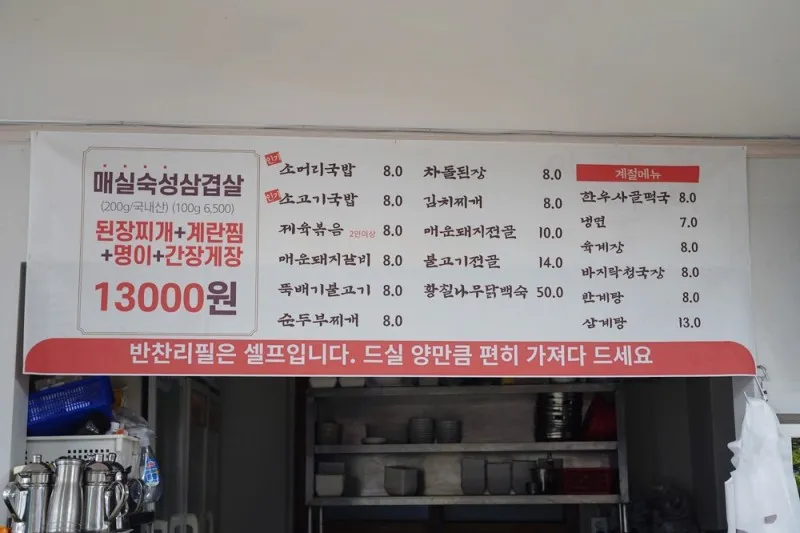 매실숙성삼겹살
(200g/국내산) (100g 6,500)
된장찌개+계란찜
+명이+간장게장
13000원
인기 소머리국밥 8.0
인기 소고기국밥 8.0
제육볶음 2인이상 8.0
매운돼지갈비 8.0
뚝배기불고기 8.0
순두부찌개 8.0
차돌된장 8.0
김치찌개 8.0
매운돼지전골 10.0
불고기전골 14.0
황칠나무닭백숙 50.0
계절메뉴
한우사골떡국 8.0
냉면 7.0
육계장 8.0
바지락청국장 8.0
반계탕 8.0
삼계탕 13.0
반찬리필은 셀프입니다. 드실 양만큼 편히 가져다 드세요